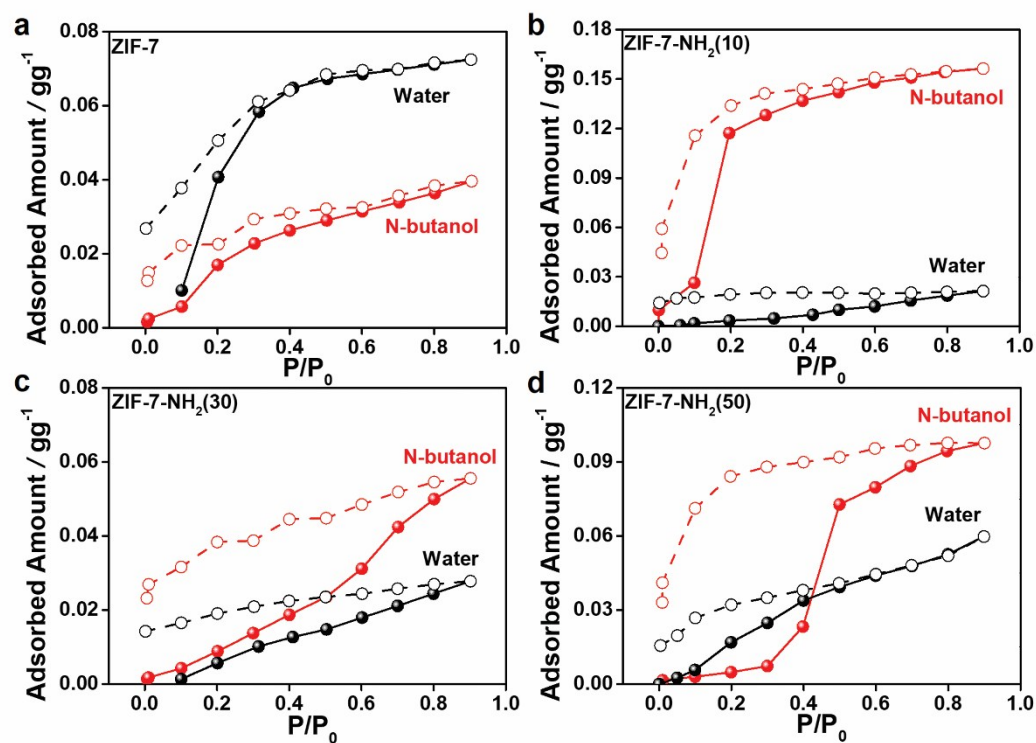 a
ZIF-7
Adsorbed Amount / gg⁻¹
0.08
0.06
0.04
0.02
0.00
Water
N-butanol
0.0 0.2 0.4 0.6 0.8 1.0
P/P₀
b
ZIF-7-NH₂(10)
Adsorbed Amount / gg⁻¹
0.18
0.15
0.12
0.09
0.06
0.03
0.00
N-butanol
Water
0.0 0.2 0.4 0.6 0.8 1.0
P/P₀
c
ZIF-7-NH₂(30)
Adsorbed Amount / gg⁻¹
0.08
0.06
0.04
0.02
0.00
N-butanol
Water
0.0 0.2 0.4 0.6 0.8 1.0
P/P₀
d
ZIF-7-NH₂(50)
Adsorbed Amount / gg⁻¹
0.12
0.09
0.06
0.03
0.00
N-butanol
Water
0.0 0.2 0.4 0.6 0.8 1.0
P/P₀